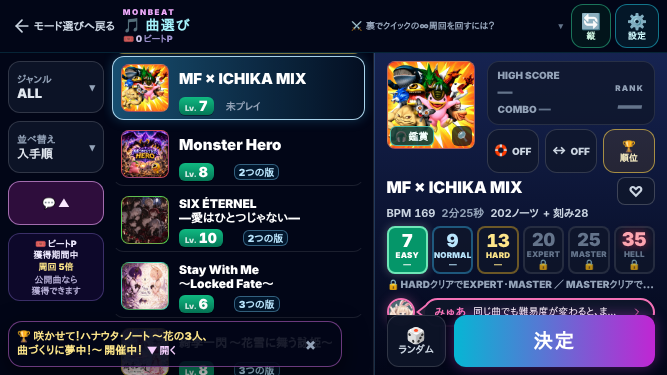 ← モード選びへ戻る
MONBEAT
🎵 曲選び
🎟 0 ビートP
⚔ 裏でクイックの∞周回を回すには?
▼
縦
設定
ジャンル
ALL
▼
並べ替え
入手順
▼
💬 ▲
🎟 ビートP
獲得期間中
周回 5倍
公開曲なら
獲得できます
MF × ICHIKA MIX
Lv. 7 未プレイ
Monster Hero
Lv. 8 2つの版
SIX ÉTERNEL
―愛はひとつじゃない―
Lv. 10 2つの版
Stay With Me
〜Locked Fate〜
Lv. 6 3つの版
Lv. 8 3つの版
🏆 咲かせて!ハナウタ・ノート 〜花の3人、
曲づくりに夢中!〜 開催中! ▼ 開く
✖
🎧 鑑賞
HIGH SCORE
—
COMBO —
RANK
—
OFF
↔ OFF
順位
MF × ICHIKA MIX
♡
BPM 169 2分25秒 202ノーツ + 刻み28
7
EASY
—
9
NORMAL
—
13
HARD
—
20
EXPERT
25
MASTER
35
HELL
🔒HARDクリアでEXPERT・MASTER ／ MASTERクリアで…
みゅあ 同じ曲でも難易度が変わると、ま…
ランダム
決定